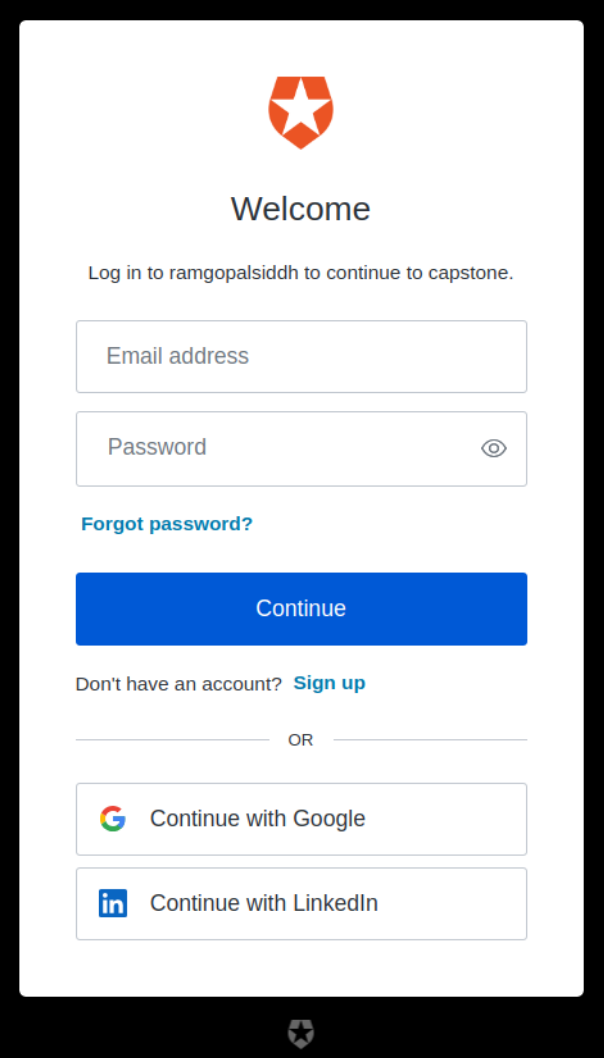 Welcome
Log in to ramgopalsiddh to continue to capstone.
Email address
Password
Forgot password?
Continue
Don't have an account? Sign up
OR
Continue with Google
Continue with LinkedIn